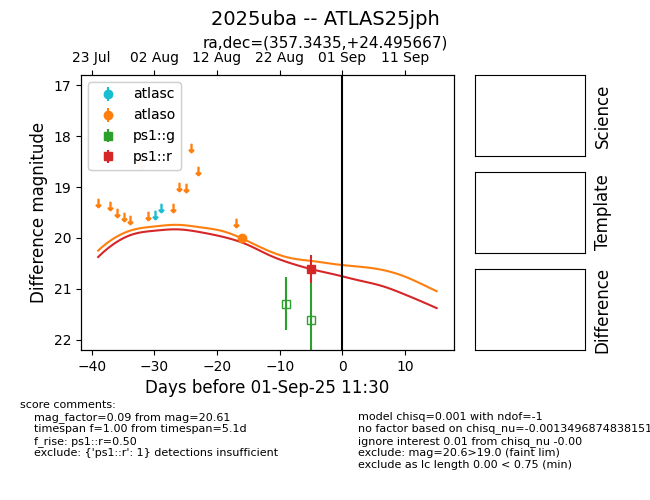 2025uba -- ATLAS25jph
ra,dec=(357.3435,+24.495667)
23 Jul 02 Aug 12 Aug 22 Aug 01 Sep 11 Sep
atlasc
atlaso
ps1::g
ps1::r
17
18
19
20
21
22
Difference magnitude
−40 −30 −20 −10 0 10
Days before 01-Sep-25 11:30
Science
Template
Difference
score comments:
mag_factor=0.09 from mag=20.61
timespan f=1.00 from timespan=5.1d
f_rise: ps1::r=0.50
exclude: {'ps1::r': 1} detections insufficient
model chisq=0.001 with ndof=-1
no factor based on chisq_nu=-0.0013496874838151
ignore interest 0.01 from chisq_nu -0.00
exclude: mag=20.6>19.0 (faint lim)
exclude as lc length 0.00 < 0.75 (min)